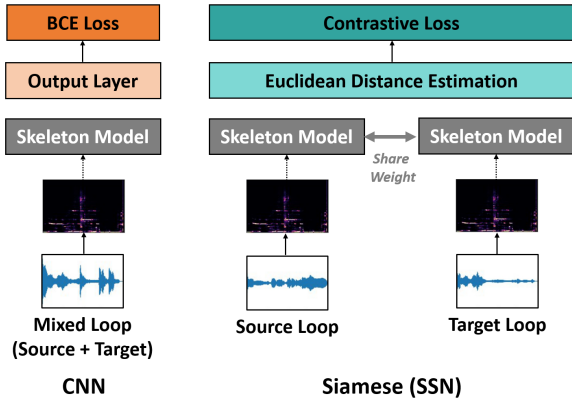 BCE Loss
Contrastive Loss
Output Layer
Euclidean Distance Estimation
Skeleton Model
Skeleton Model
Skeleton Model
Share
Weight
Mixed Loop
(Source + Target)
Source Loop
Target Loop
CNN
Siamese (SSN)